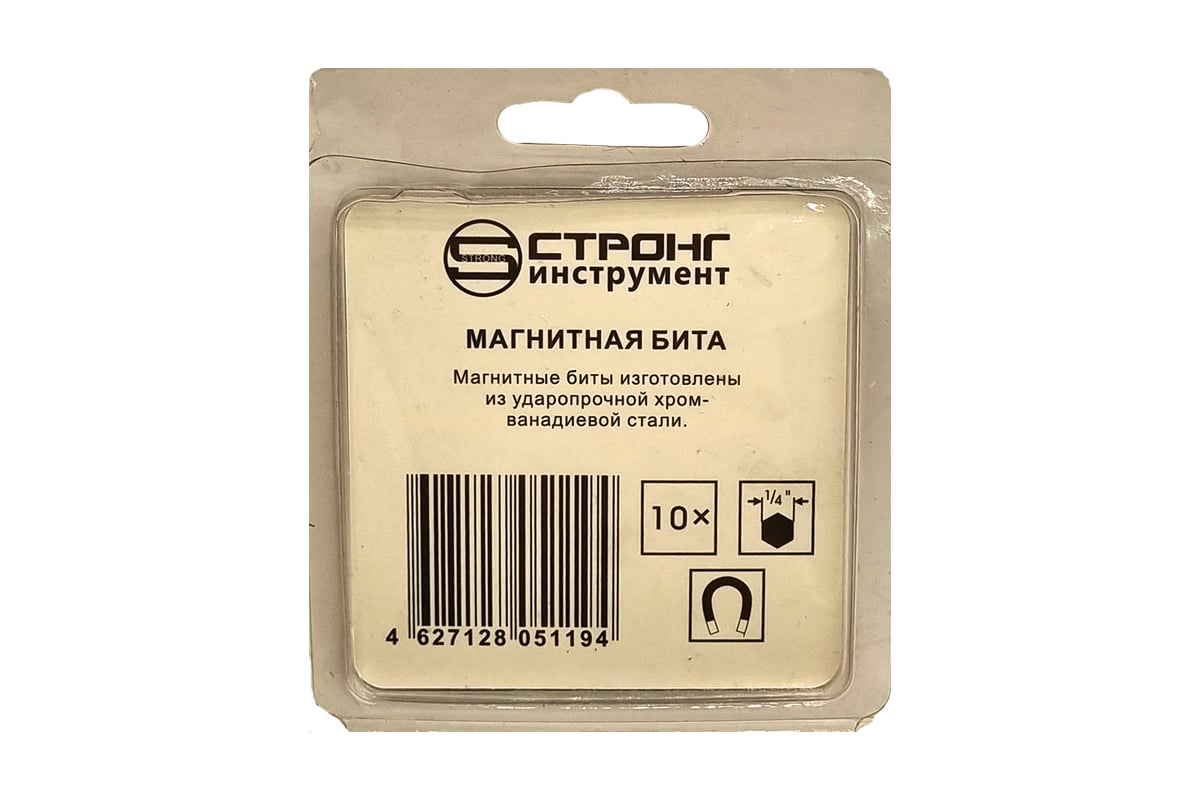 STRONG
СТРОНГ
инструмент
МАГНИТНАЯ БИТА
Магнитные биты изготовлены
из ударопрочной хром-
ванадиевой стали.
10×
1/4"
4 627128 051194